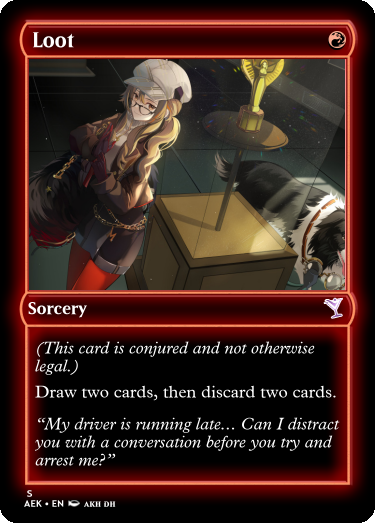 Loot
Sorcery
(This card is conjured and not otherwise
legal.)
Draw two cards, then discard two cards.
“My driver is running late… Can I distract
you with a conversation before you try and
arrest me?”
S
AEK • EN AKH DH